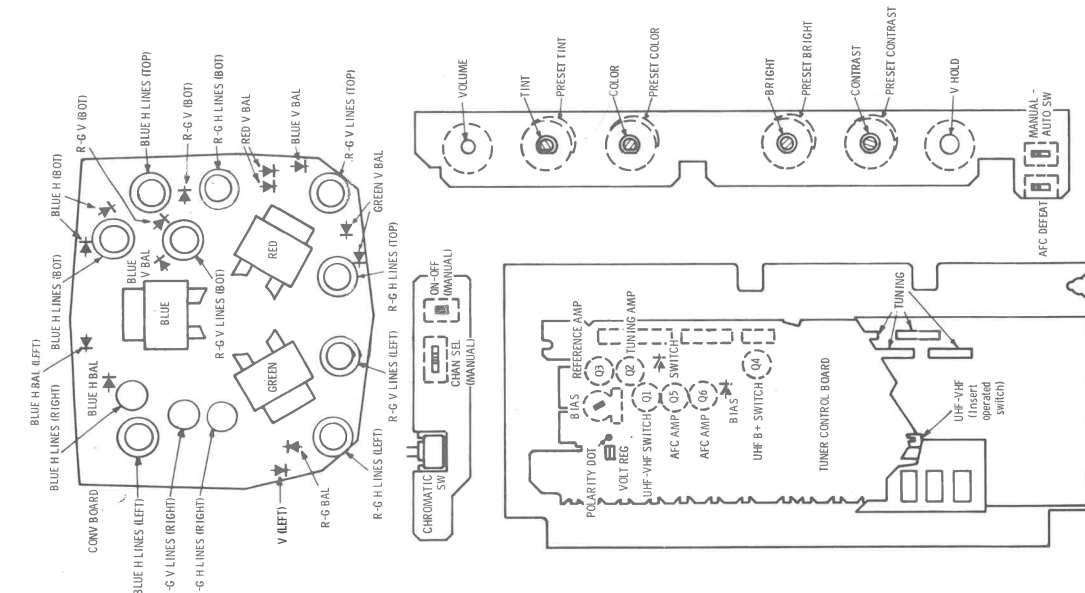 BLUE H BAL (LEFT)
BLUE H LINES (RIGHT)
BLUE H LINES (BOT)
BLUE H (BOT)
R-G V (BOT)
BLUE H LINES (TOP)
R-G V (BOT)
R-G H LINES (BOT)
RED V BAL
BLUE V BAL
R-G V LINES (TOP)
GREEN V BAL
R-G H LINES (TOP)
R-G V LINES (LEFT)
R-G H LINES (LEFT)
R-G BAL
V (LEFT)
CONV BOARD
BLUE H LINES (LEFT)
-G V LINES (RIGHT)
-G H LINES (RIGHT)
BLUE H BAL
BLUE
V BAL
R-G V LINES (BOT)
BLUE
RED
GREEN
ON-OFF
(MANUAL)
CHAN SEL
(MANUAL)
CHROMATIC
SW
VOLUME
TINT
PRESET TINT
COLOR
PRESET COLOR
BRIGHT
PRESET BRIGHT
CONTRAST
PRESET CONTRAST
V HOLD
MANUAL -
AUTO SW
AFC DEFEAT
BIAS
REFERENCE AMP
TUNING AMP
SWITCH
Q3
Q2
Q1
Q5
Q6
Q4
POLARITY DOT
VOLT REG
UHF-VHF SWITCH
AFC AMP
AFC AMP
BIAS
UHF B+ SWITCH
TUNER CONTROL BOARD
TUNING
UHF-VHF
(Insert
operated
switch)